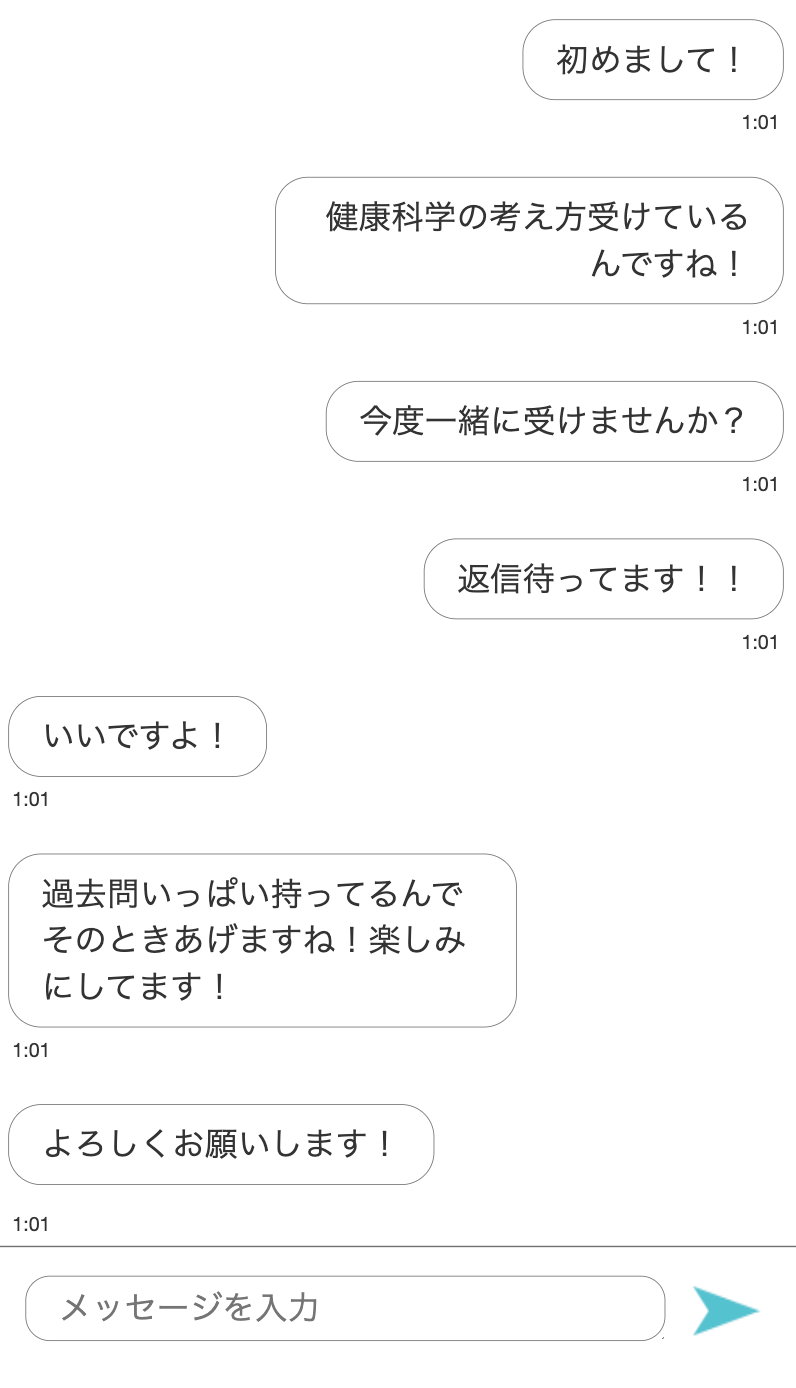 初めまして！
1:01
健康科学の考え方受けている
んですね！
1:01
今度一緒に受けませんか？
1:01
返信待ってます！！
1:01
いいですよ！
1:01
過去問いっぱい持ってるんで
そのときあげますね！楽しみ
にしてます！
1:01
よろしくお願いします！
1:01
メッセージを入力